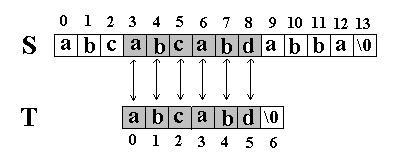 0 1 2 3 4 5 6 7 8 9 10 11 12 13
S a b c a b c a b d a b b a \0
T a b c a b d \0
0 1 2 3 4 5 6